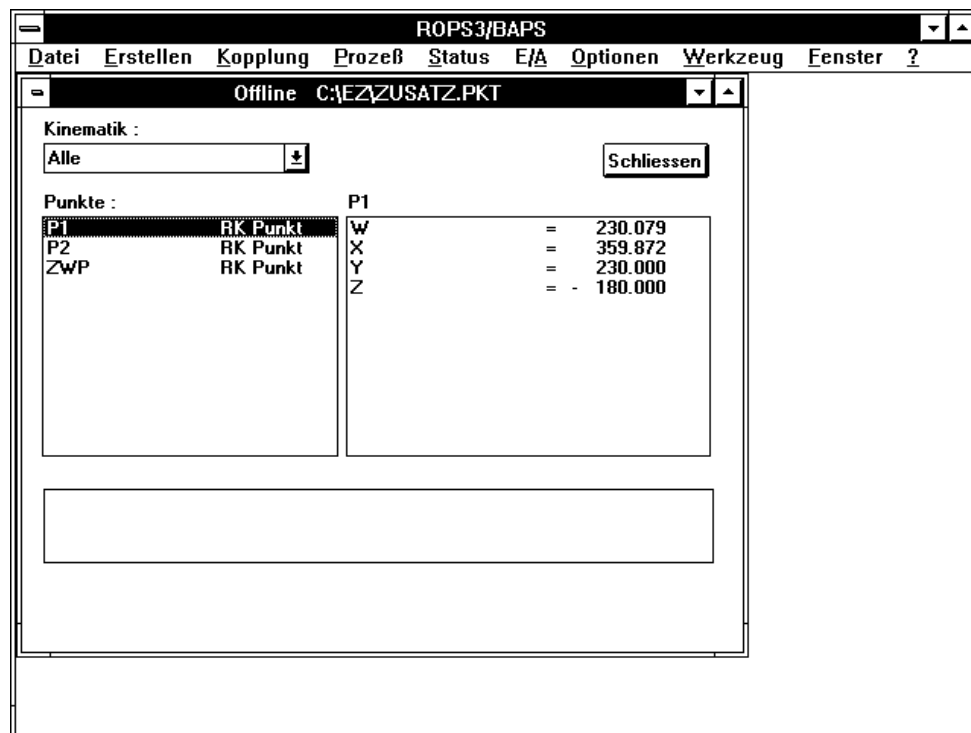 ROPS3/BAPS
Datei Erstellen Kopplung Prozeß Status E/A Optionen Werkzeug Fenster ?
Offline C:\EZ\ZUSATZ.PKT
Kinematik :
Alle
Schliessen
Punkte :
P1 RK Punkt
P2 RK Punkt
ZWP RK Punkt
P1
W = 230.079
X = 359.872
Y = 230.000
Z = - 180.000